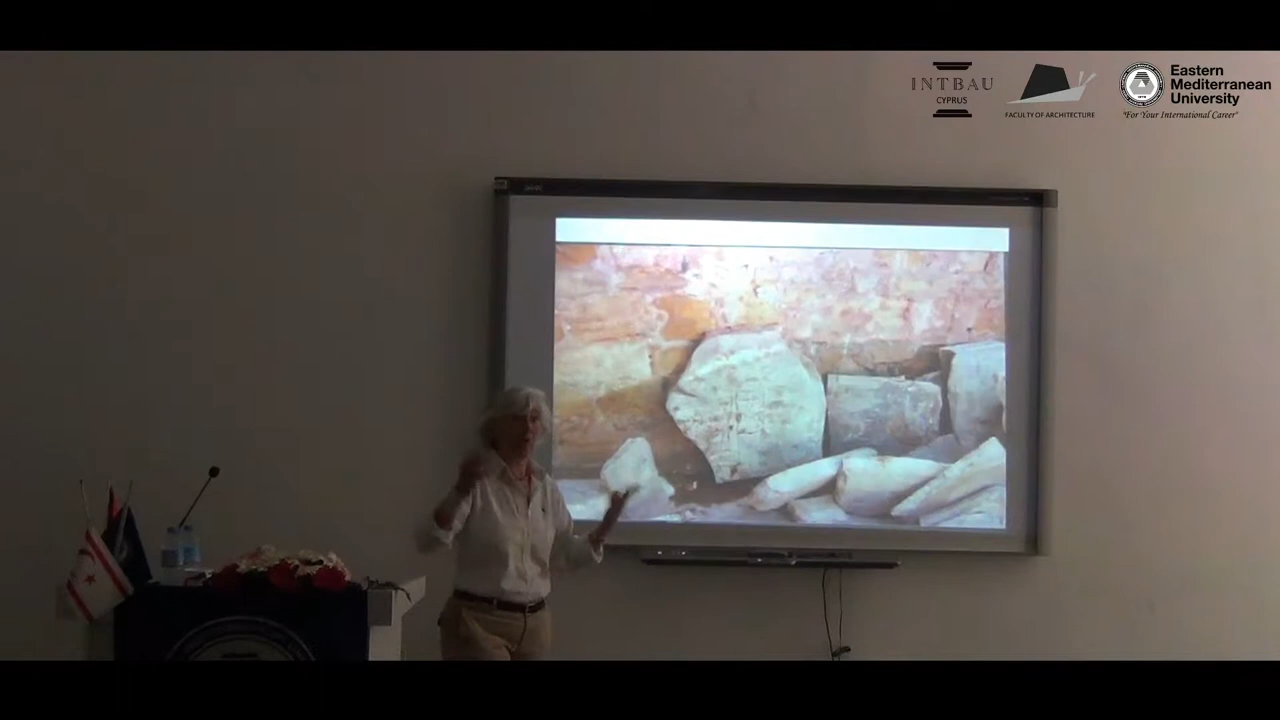 INTBAU
CYPRUS
FACULTY OF ARCHITECTURE
Eastern
Mediterranean
University
"For Your International Career"